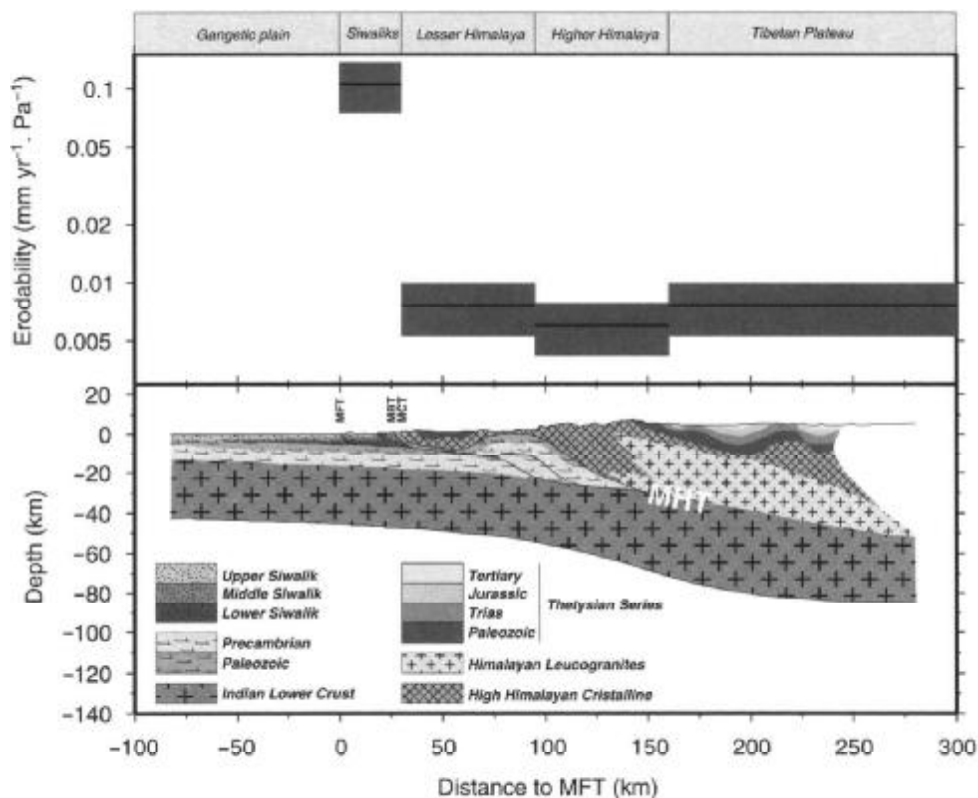 Gangetic plain
Siwaliks
Lesser Himalaya
Higher Himalaya
Tibetan Plateau
Erodability (mm yr⁻¹. Pa⁻¹)
0.1
0.05
0.02
0.01
0.005
20
0
−20
−40
−60
−80
−100
−120
−140
Depth (km)
MFT
MBT
MCT
MHT
Upper Siwalik
Middle Siwalik
Lower Siwalik
Precambrian
Paleozoic
Indian Lower Crust
Tertiary
Jurassic
Trias
Paleozoic
Thetysian Series
Himalayan Leucogranites
High Himalayan Cristalline
−100
−50
0
50
100
150
200
250
300
Distance to MFT (km)